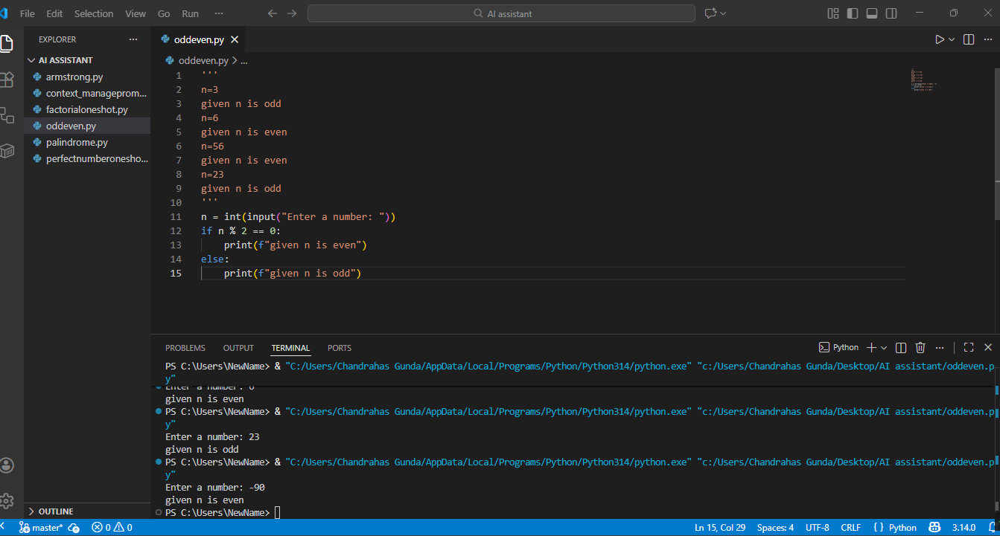 File Edit Selection View Go Run ··· AI assistant
EXPLORER ···
AI ASSISTANT
armstrong.py
context_manageprom...
factorialoneshot.py
oddeven.py
palindrome.py
perfectnumberonesho...
OUTLINE
oddeven.py
oddeven.py > ...
1 '''
2 n=3
3 given n is odd
4 n=6
5 given n is even
6 n=56
7 given n is even
8 n=23
9 given n is odd
10 '''
11 n = int(input("Enter a number: "))
12 if n % 2 == 0:
13     print(f"given n is even")
14 else:
15     print(f"given n is odd")
PROBLEMS OUTPUT TERMINAL PORTS Python
PS C:\Users\NewName> & "C:/Users/Chandrahas Gunda/AppData/Local/Programs/Python/Python314/python.exe" "c:/Users/Chandrahas Gunda/Desktop/AI assistant/oddeven.p
y"
Enter a number: 0
given n is even
PS C:\Users\NewName> & "C:/Users/Chandrahas Gunda/AppData/Local/Programs/Python/Python314/python.exe" "c:/Users/Chandrahas Gunda/Desktop/AI assistant/oddeven.p
y"
Enter a number: 23
given n is odd
PS C:\Users\NewName> & "C:/Users/Chandrahas Gunda/AppData/Local/Programs/Python/Python314/python.exe" "c:/Users/Chandrahas Gunda/Desktop/AI assistant/oddeven.p
y"
Enter a number: -90
given n is even
PS C:\Users\NewName>
master* 0 0 Ln 15, Col 29 Spaces: 4 UTF-8 CRLF { } Python 3.14.0